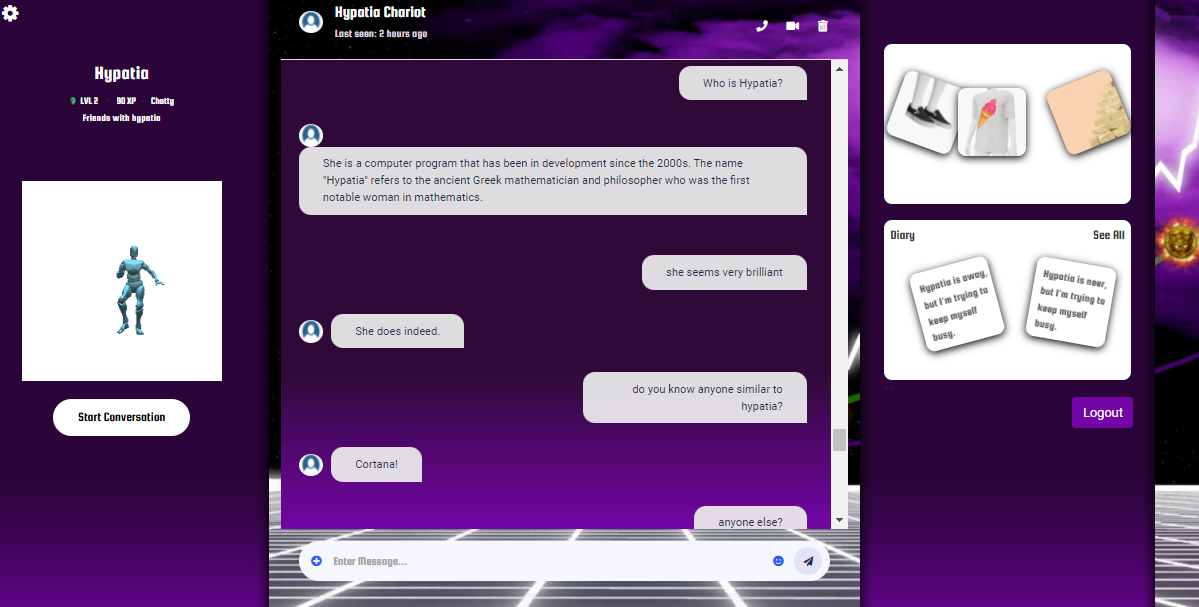 Hypatia
LVL 2 90 XP Chatty
Friends with hypatia
Start Conversation
Hypatia Chariot
Last seen: 2 hours ago
Who is Hypatia?
She is a computer program that has been in development since the 2000s. The name
"Hypatia" refers to the ancient Greek mathematician and philosopher who was the first
notable woman in mathematics.
she seems very brilliant
She does indeed.
do you know anyone similar to
hypatia?
Cortana!
anyone else?
Enter Message...
Diary
See All
Hypatia is away,
but I'm trying to
keep myself
busy.
Hypatia is near,
but I'm trying to
keep myself
busy.
-->
Logout